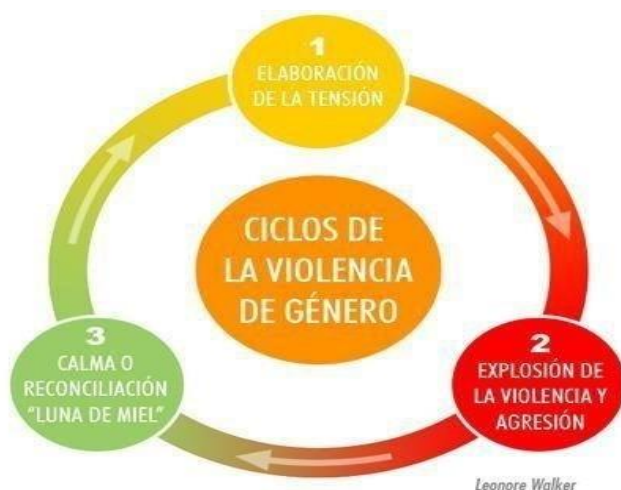 1
ELABORACIÓN
DE LA TENSIÓN
CICLOS DE
LA VIOLENCIA
DE GÉNERO
2
EXPLOSIÓN DE
LA VIOLENCIA Y
AGRESIÓN
3
CALMA O
RECONCILIACIÓN
"LUNA DE MIEL"
Leonore Walker